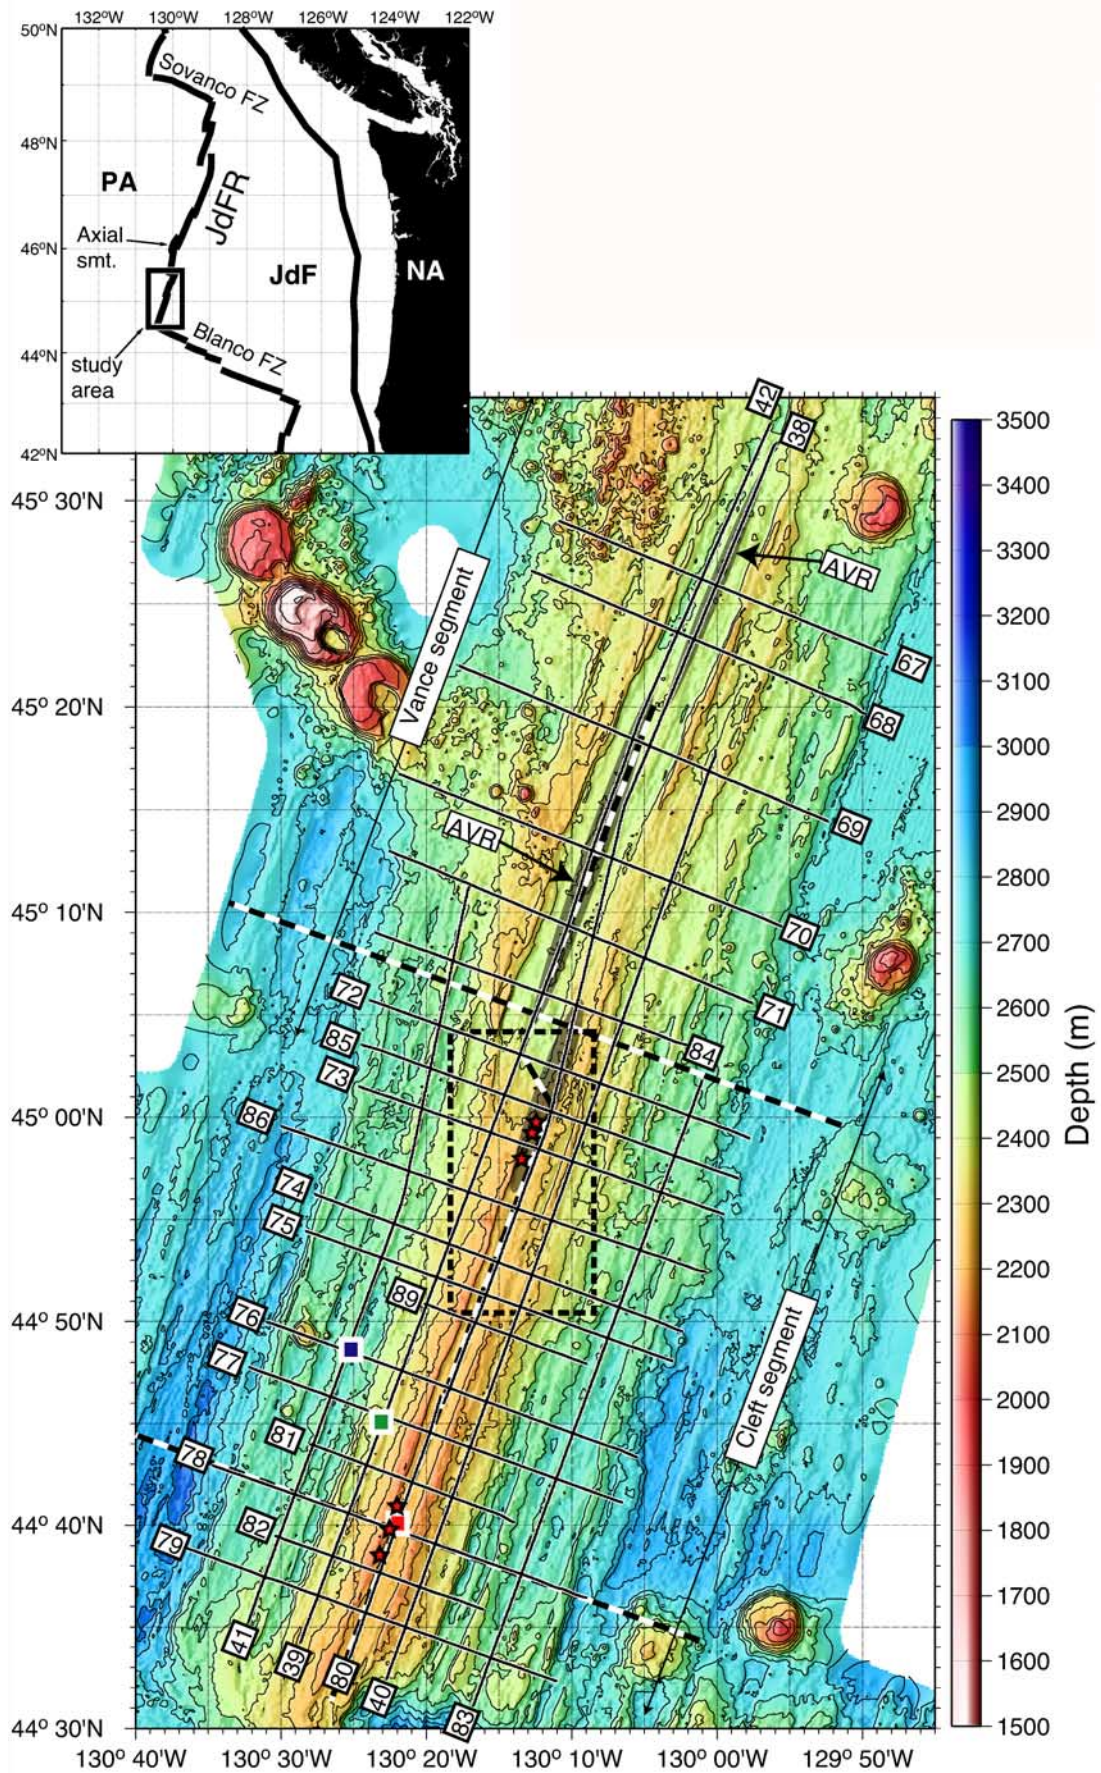 132°W 130°W 128°W 126°W 124°W 122°W
50°N
48°N
46°N
44°N
42°N
Sovanco FZ
PA
JdFR
Axial
smt.
JdF
NA
Blanco FZ
study
area
42
38
45° 30'N
45° 20'N
45° 10'N
45° 00'N
44° 50'N
44° 40'N
44° 30'N
AVR
Vance segment
67
68
69
AVR
70
71
72
84
85
73
86
74
75
89
76
77
Cleft segment
81
78
82
79
41
39
80
40
83
130° 40'W 130° 30'W 130° 20'W 130° 10'W 130° 00'W 129° 50'W
3500
3400
3300
3200
3100
3000
2900
2800
2700
2600
2500
2400
2300
2200
2100
2000
1900
1800
1700
1600
1500
Depth (m)